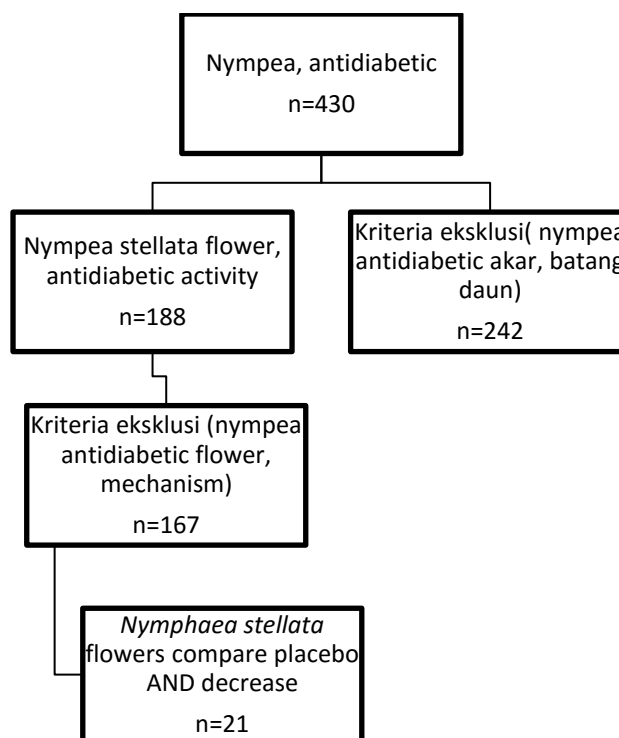 Nympea, antidiabetic
n=430
Nympea stellata flower,
antidiabetic activity
n=188
Kriteria eksklusi( nympea
antidiabetic akar, batang
daun)
n=242
Kriteria eksklusi (nympea
antidiabetic flower,
mechanism)
n=167
Nymphaea stellata
flowers compare placebo
AND decrease
n=21